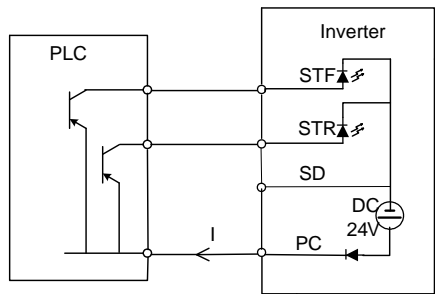 PLC
Inverter
STF
STR
SD
DC
24V
I
PC